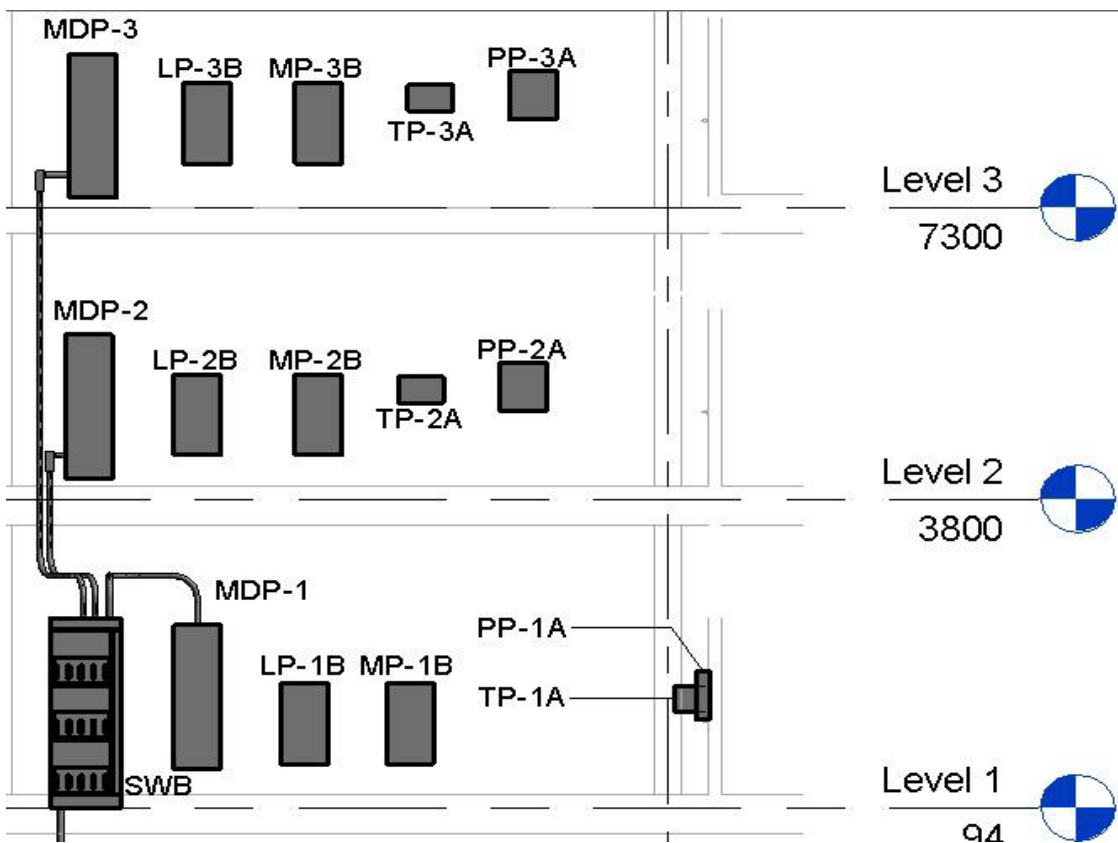 MDP-3
LP-3B
MP-3B
PP-3A
TP-3A
Level 3
7300
MDP-2
LP-2B
MP-2B
PP-2A
TP-2A
Level 2
3800
MDP-1
PP-1A
LP-1B
MP-1B
TP-1A
SWB
Level 1
94